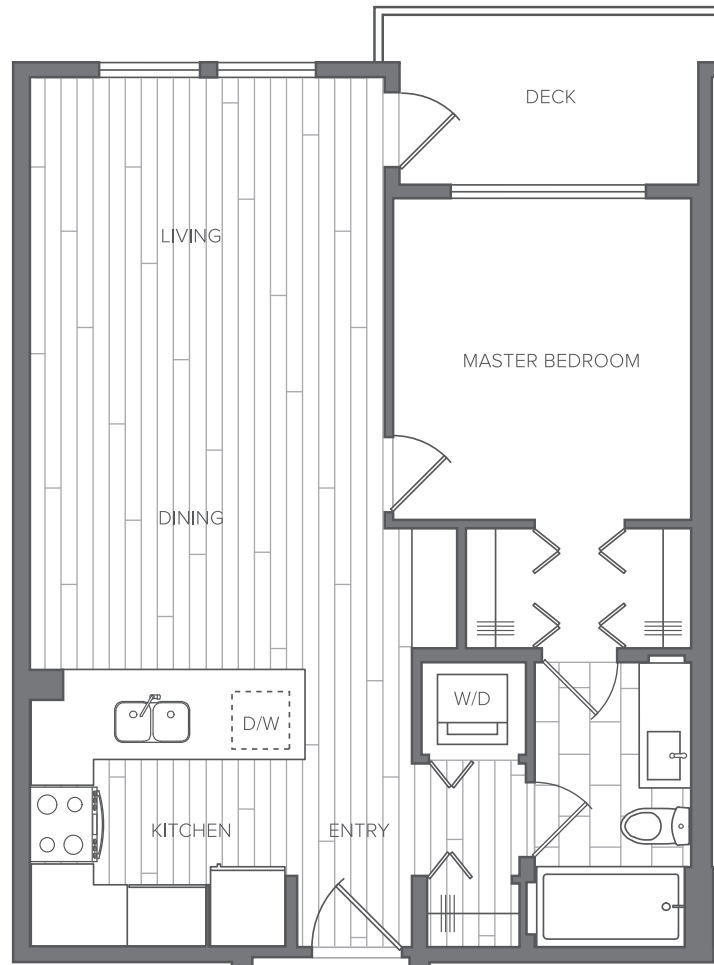 DECK
LIVING
MASTER BEDROOM
DINING
W/D
D/W
KITCHEN
ENTRY